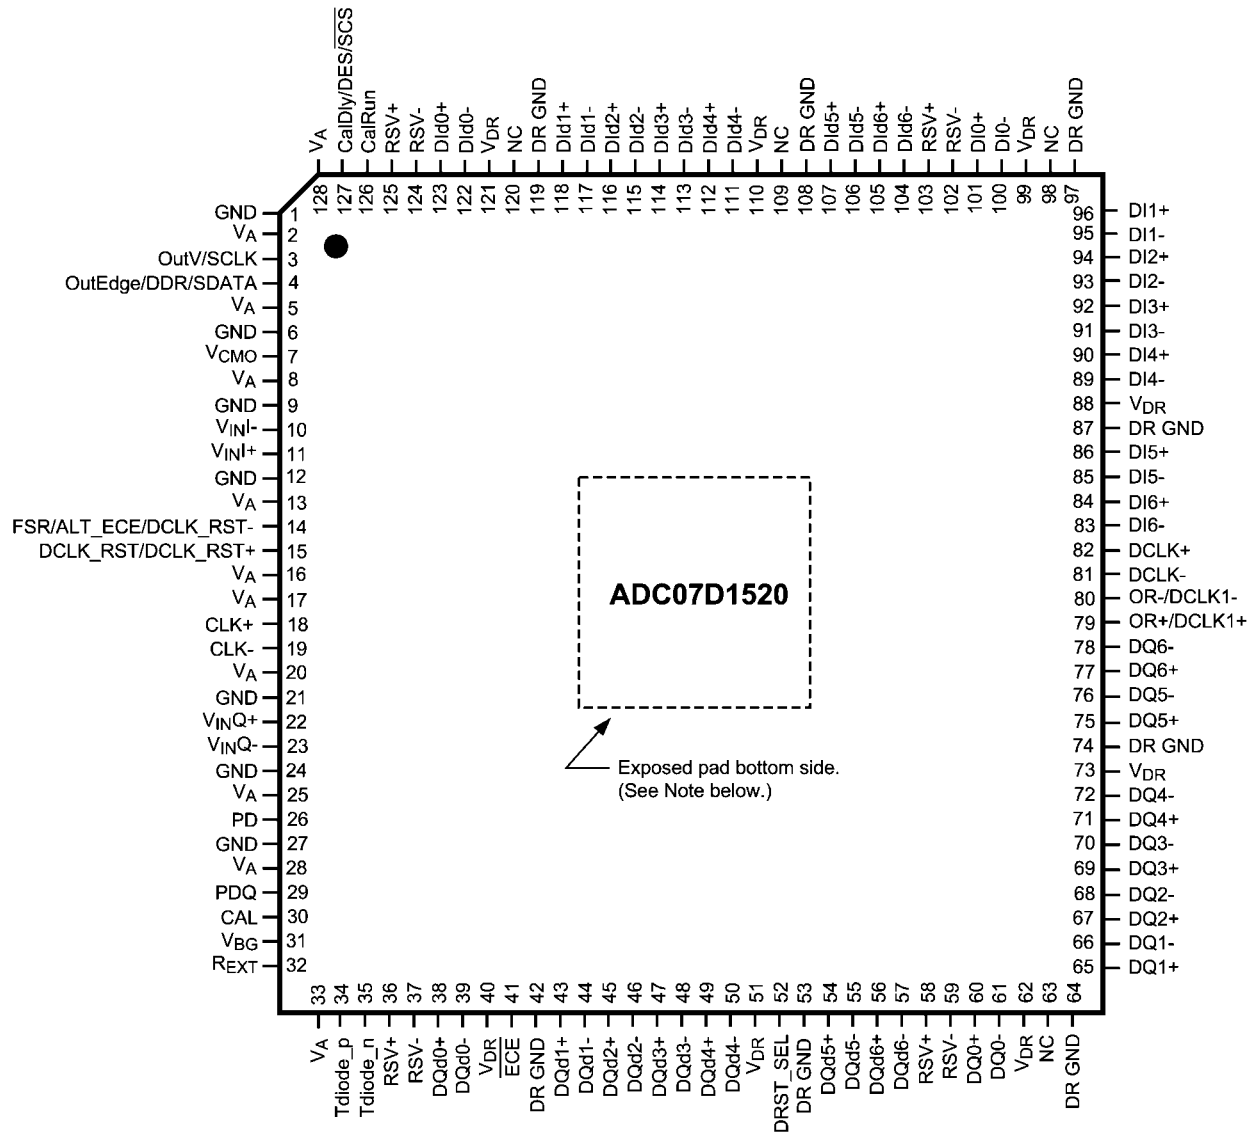 VA
CalDly/DES/SCS
CalRun
RSV+
RSV-
DId0+
DId0-
VDR
NC
DR GND
DId1+
DId1-
DId2+
DId2-
DId3+
DId3-
DId4+
DId4-
VDR
NC
DR GND
DId5+
DId5-
DId6+
DId6-
RSV+
RSV-
DI0+
DI0-
VDR
NC
DR GND
128
127
126
125
124
123
122
121
120
119
118
117
116
115
114
113
112
111
110
109
108
107
106
105
104
103
102
101
100
99
98
97
GND 1
VA 2
OutV/SCLK 3
OutEdge/DDR/SDATA 4
VA 5
GND 6
VCMO 7
VA 8
GND 9
VINI- 10
VINI+ 11
GND 12
VA 13
FSR/ALT_ECE/DCLK_RST- 14
DCLK_RST/DCLK_RST+ 15
VA 16
VA 17
CLK+ 18
CLK- 19
VA 20
GND 21
VINQ+ 22
VINQ- 23
GND 24
VA 25
PD 26
GND 27
VA 28
PDQ 29
CAL 30
VBG 31
REXT 32
ADC07D1520
Exposed pad bottom side.
(See Note below.)
96 DI1+
95 DI1-
94 DI2+
93 DI2-
92 DI3+
91 DI3-
90 DI4+
89 DI4-
88 VDR
87 DR GND
86 DI5+
85 DI5-
84 DI6+
83 DI6-
82 DCLK+
81 DCLK-
80 OR-/DCLK1-
79 OR+/DCLK1+
78 DQ6-
77 DQ6+
76 DQ5-
75 DQ5+
74 DR GND
73 VDR
72 DQ4-
71 DQ4+
70 DQ3-
69 DQ3+
68 DQ2-
67 DQ2+
66 DQ1-
65 DQ1+
33
34
35
36
37
38
39
40
41
42
43
44
45
46
47
48
49
50
51
52
53
54
55
56
57
58
59
60
61
62
63
64
VA
Tdiode_p
Tdiode_n
RSV+
RSV-
DQd0+
DQd0-
VDR
ECE
DR GND
DQd1+
DQd1-
DQd2+
DQd2-
DQd3+
DQd3-
DQd4+
DQd4-
VDR
DRST_SEL
DR GND
DQd5+
DQd5-
DQd6+
DQd6-
RSV+
RSV-
DQ0+
DQ0-
VDR
NC
DR GND